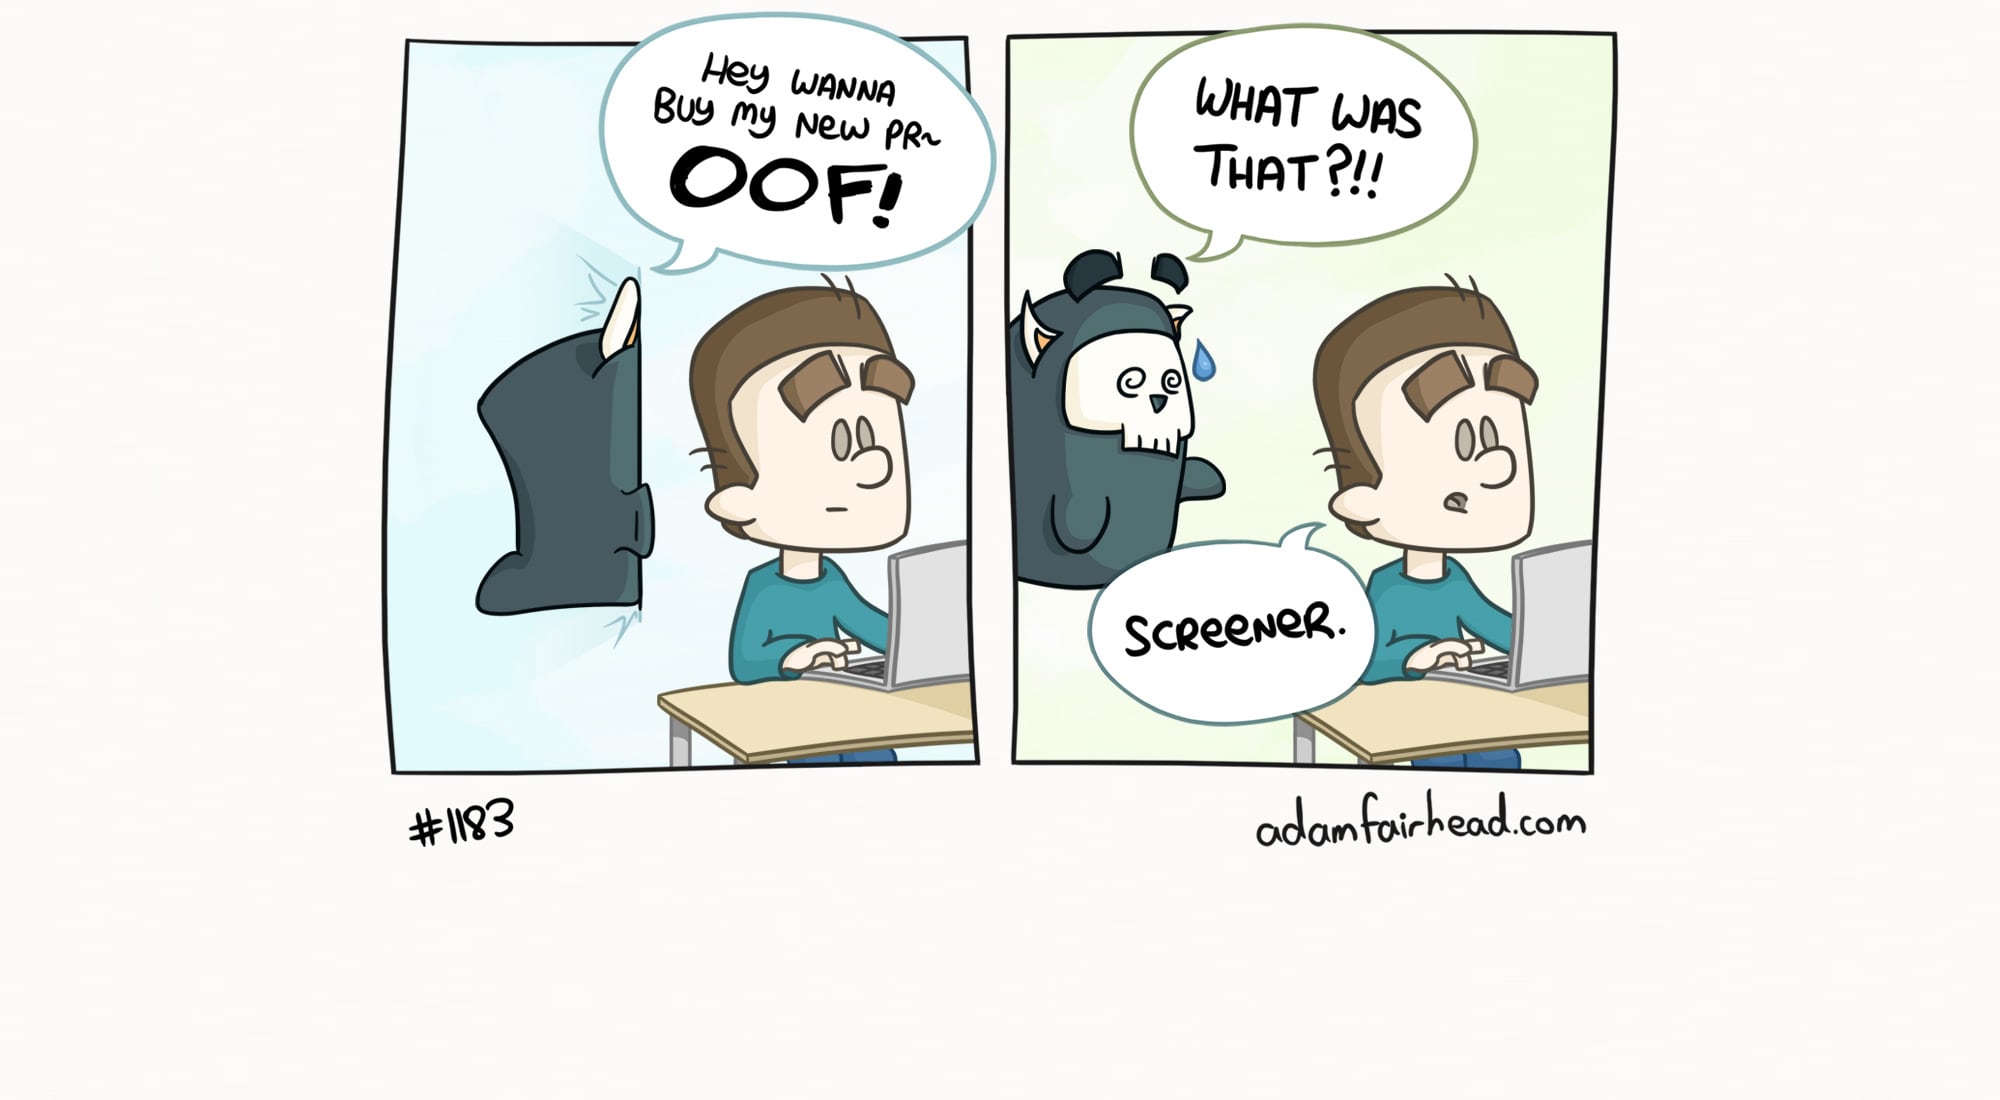 Hey WANNA
BUy my New PR~
OOF!
WHAT WAS
THAT?!!
SCReeNeR.
#1183
adamfairhead.com